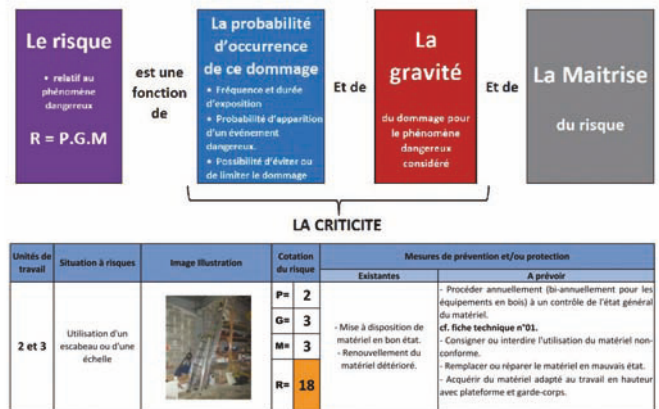 Le risque
• relatif au
phénomène
dangereux
R = P.G.M
est une
fonction
de
La probabilité
d'occurrence
de ce dommage
• Fréquence et durée
d'exposition
• Probabilité d'apparition
d'un événement
dangereux.
• Possibilité d'éviter ou
de limiter le dommage
Et de
La
gravité
du dommage pour
le phénomène
dangereux
considéré
Et de
La Maitrise
du risque
LA CRITICITE
Unités de
travail
Situation à risques
Image Illustration
Cotation
du risque
Mesures de prévention et/ou protection
Existantes
A prévoir
2 et 3
Utilisation d'un
escabeau ou d'une
échelle
P= 2
G= 3
M= 3
R= 18
- Mise à disposition de
matériel en bon état.
- Renouvellement du
matériel détérioré.
- Procéder annuellement (bi-annuellement pour les
équipements en bois) à un contrôle de l'état général
du matériel.
cf. fiche technique n°01.
- Consigner ou interdire l'utilisation du matériel non-
conforme.
- Remplacer ou réparer le matériel en mauvais état.
- Acquérir du matériel adapté au travail en hauteur
avec plateforme et garde-corps.